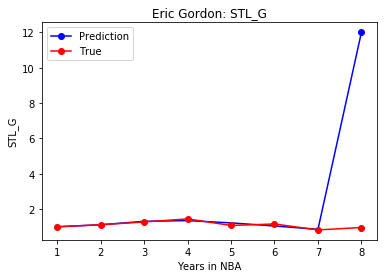 Eric Gordon: STL_G
Prediction
True
12
10
8
6
4
2
STL_G
1 2 3 4 5 6 7 8
Years in NBA